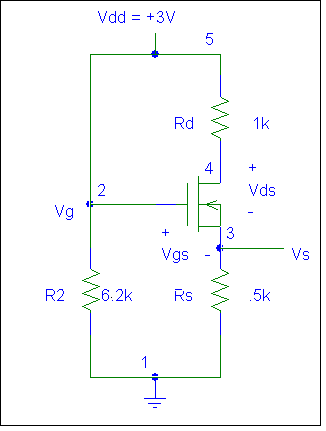 Vdd = +3V
5
Rd 1k
4
+
Vds
-
2
Vg
+
Vgs
-
3
Vs
R2 6.2k
Rs .5k
1